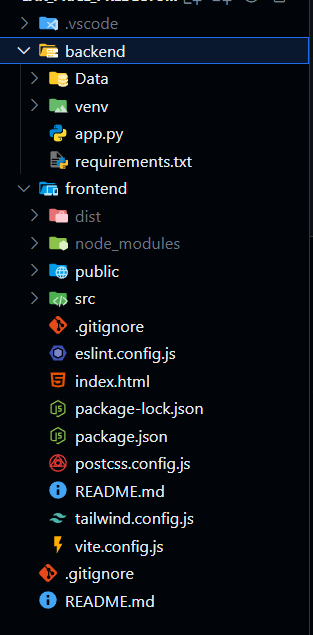 .vscode
backend
Data
venv
app.py
requirements.txt
frontend
dist
node_modules
public
src
.gitignore
eslint.config.js
index.html
package-lock.json
package.json
postcss.config.js
README.md
tailwind.config.js
vite.config.js
.gitignore
README.md